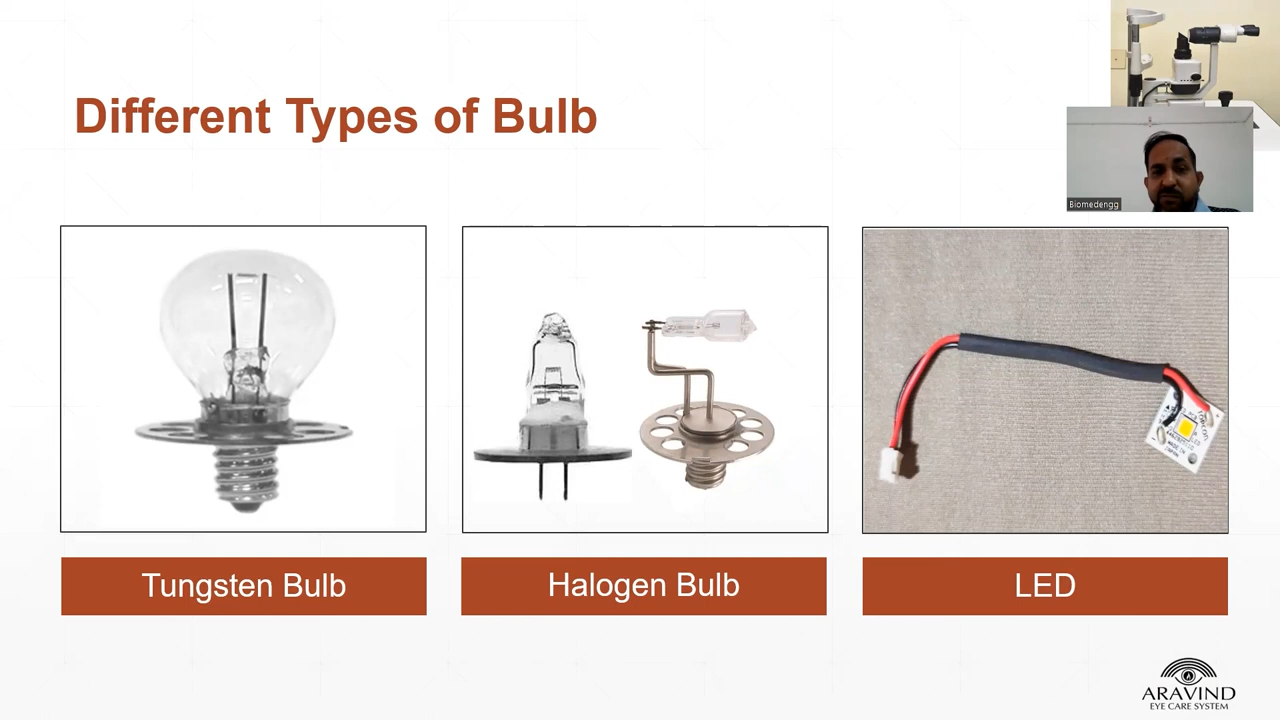 Different Types of Bulb
Biomedengg
Tungsten Bulb
Halogen Bulb
LED
ARAVIND
EYE CARE SYSTEM